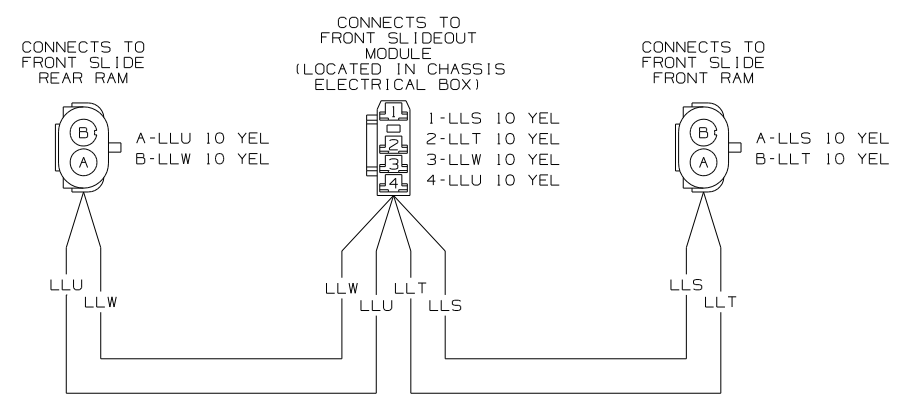 CONNECTS TO
FRONT SLIDE
REAR RAM
B
A
A-LLU 10 YEL
B-LLW 10 YEL
CONNECTS TO
FRONT SLIDEOUT
MODULE
(LOCATED IN CHASSIS
ELECTRICAL BOX)
1
2
3
4
1-LLS 10 YEL
2-LLT 10 YEL
3-LLW 10 YEL
4-LLU 10 YEL
CONNECTS TO
FRONT SLIDE
FRONT RAM
B
A
A-LLS 10 YEL
B-LLT 10 YEL
LLU
LLW
LLW
LLU
LLT
LLS
LLS
LLT